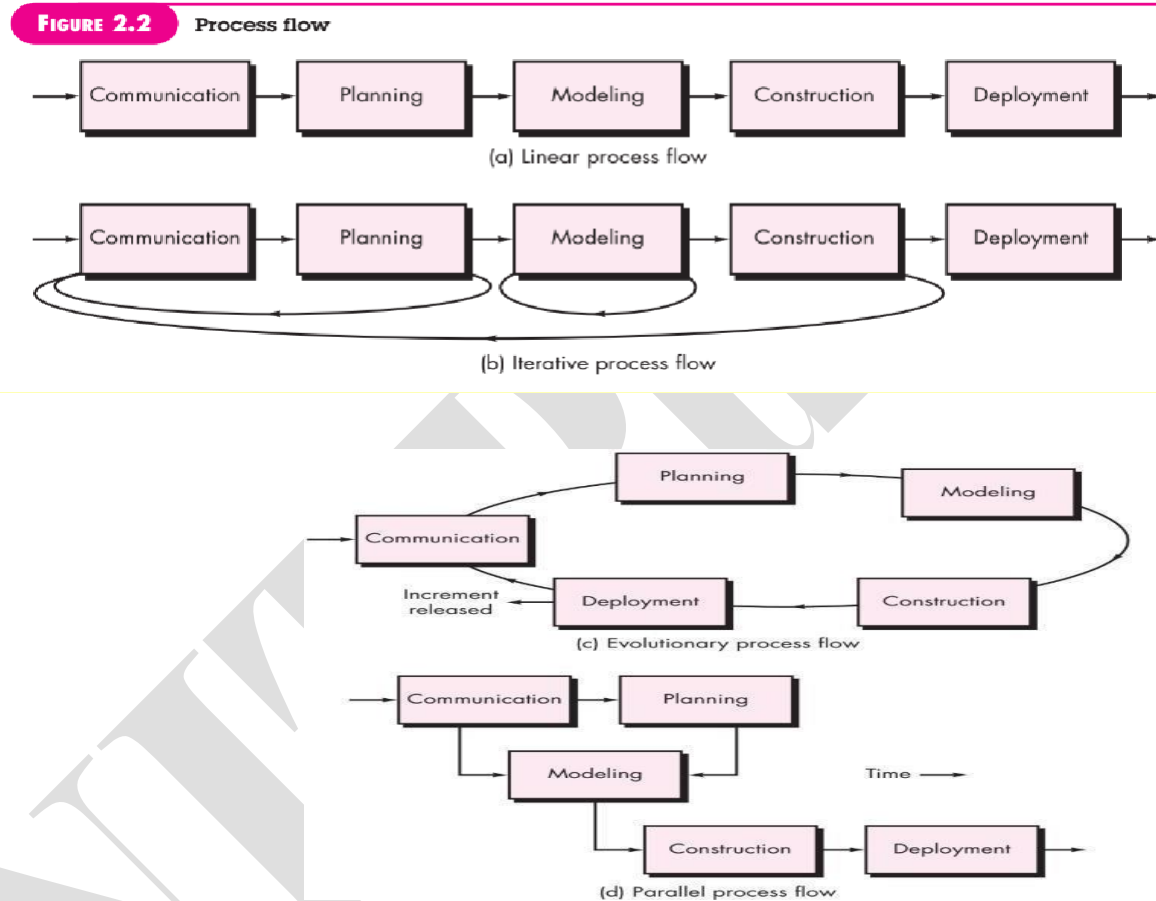 FIGURE 2.2 Process flow
Communication Planning Modeling Construction Deployment
(a) Linear process flow
Communication Planning Modeling Construction Deployment
(b) Iterative process flow
Planning
Modeling
Communication
Increment
released
Deployment
Construction
(c) Evolutionary process flow
Communication Planning
Modeling
Time
Construction Deployment
(d) Parallel process flow